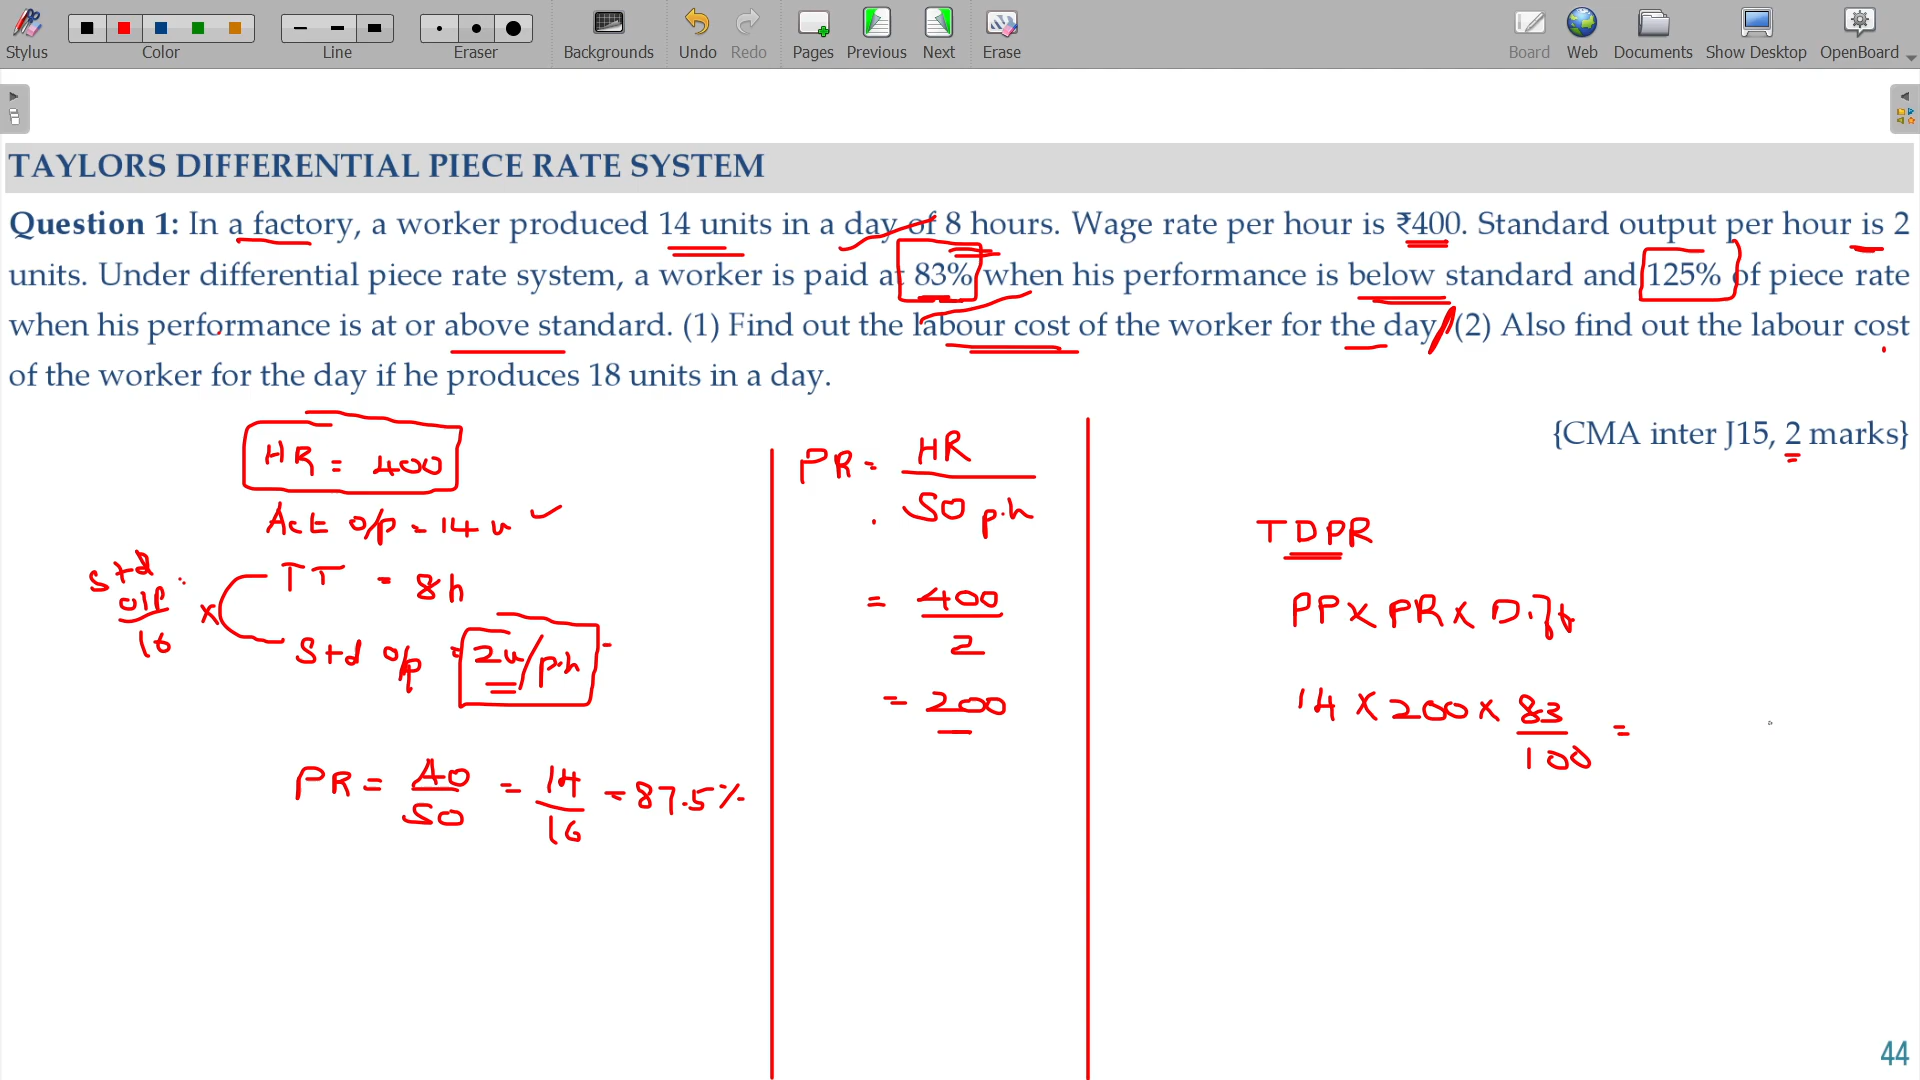 Stylus Color Line Eraser Backgrounds Undo Redo Pages Previous Next Erase Board Web Documents Show Desktop OpenBoard
TAYLORS DIFFERENTIAL PIECE RATE SYSTEM
Question 1: In a factory, a worker produced 14 units in a day of 8 hours. Wage rate per hour is ₹400. Standard output per hour is 2
units. Under differential piece rate system, a worker is paid at 83% when his performance is below standard and 125% of piece rate
when his performance is at or above standard. (1) Find out the labour cost of the worker for the day (2) Also find out the labour cost
of the worker for the day if he produces 18 units in a day.
{CMA inter J15, 2 marks}
HR = 400
Act o/p = 14 u
TT = 8h
Std o/p = 2u/p.h
Std
o/p
16
×
PR = AO/SO = 14/16 = 87.5%
PR = HR
SO p.h
= 400
2
= 200
TDPR
PP × PR × Diff
14 × 200 × 83/100 =
44